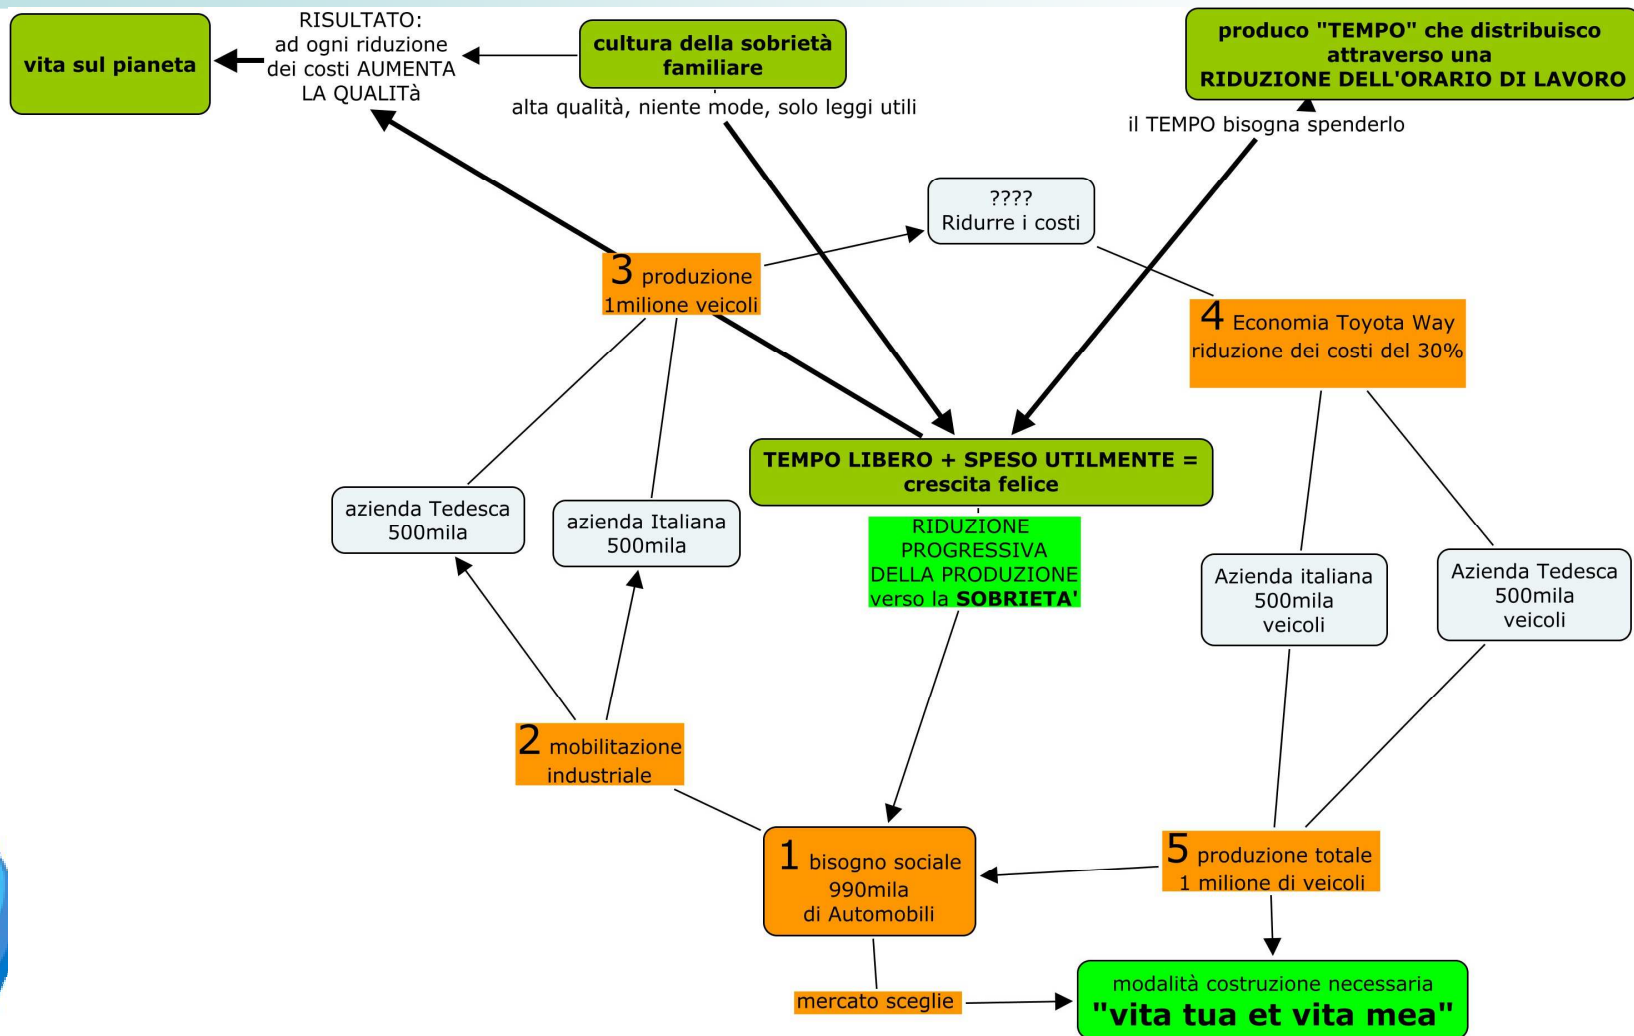 vita sul pianeta
RISULTATO:
ad ogni riduzione
dei costi AUMENTA
LA QUALITà
cultura della sobrietà
familiare
alta qualità, niente mode, solo leggi utili
produco "TEMPO" che distribuisco
attraverso una
RIDUZIONE DELL'ORARIO DI LAVORO
il TEMPO bisogna spenderlo
????
Ridurre i costi
3 produzione
1milione veicoli
4 Economia Toyota Way
riduzione dei costi del 30%
TEMPO LIBERO + SPESO UTILMENTE =
crescita felice
azienda Tedesca
500mila
azienda Italiana
500mila
RIDUZIONE
PROGRESSIVA
DELLA PRODUZIONE
verso la SOBRIETA'
Azienda italiana
500mila
veicoli
Azienda Tedesca
500mila
veicoli
2 mobilitazione
industriale
1 bisogno sociale
990mila
di Automobili
5 produzione totale
1 milione di veicoli
mercato sceglie
modalità costruzione necessaria
"vita tua et vita mea"